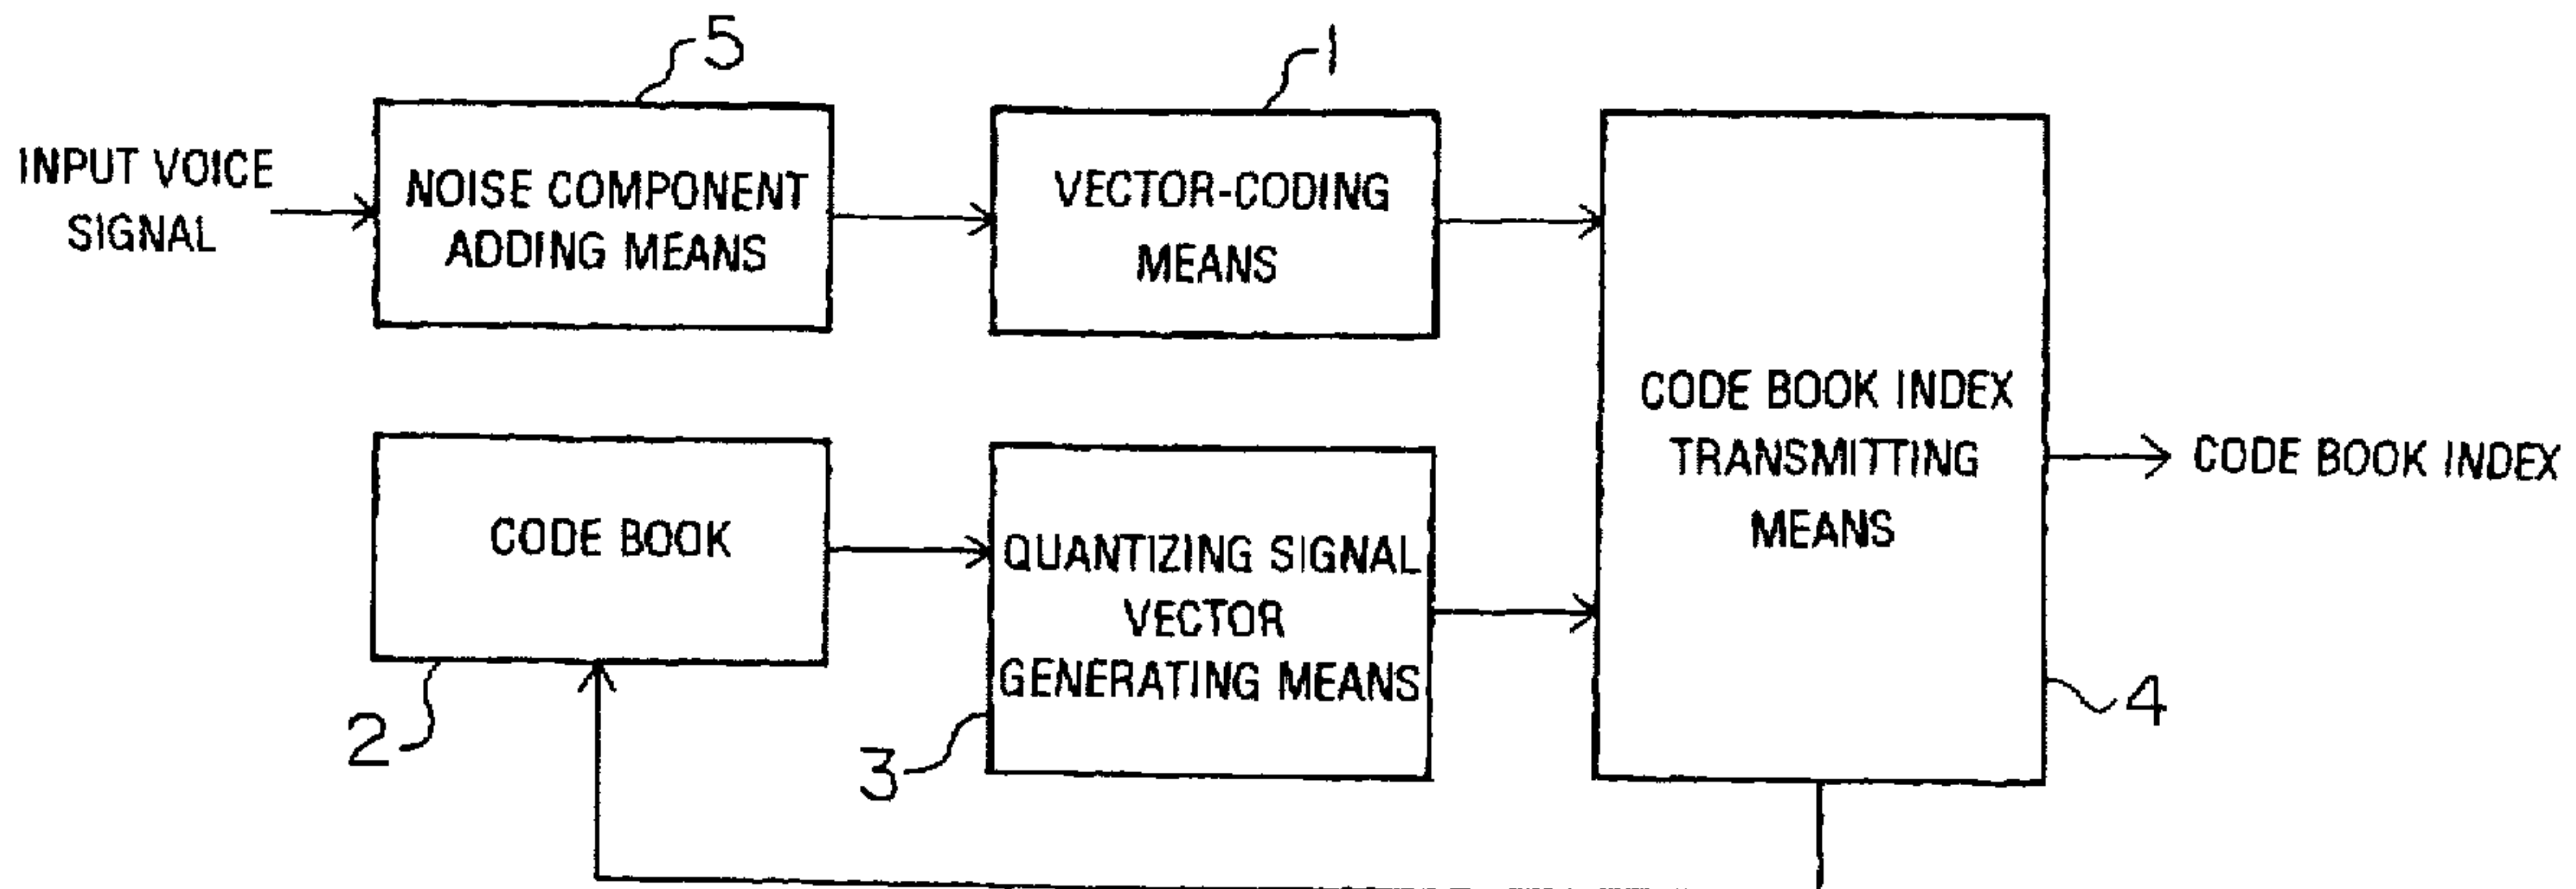 5
1
INPUT VOICE
SIGNAL
NOISE COMPONENT
ADDING MEANS
VECTOR-CODING
MEANS
CODE BOOK INDEX
TRANSMITTING
MEANS
CODE BOOK INDEX
CODE BOOK
QUANTIZING SIGNAL
VECTOR
GENERATING MEANS
2
3
4